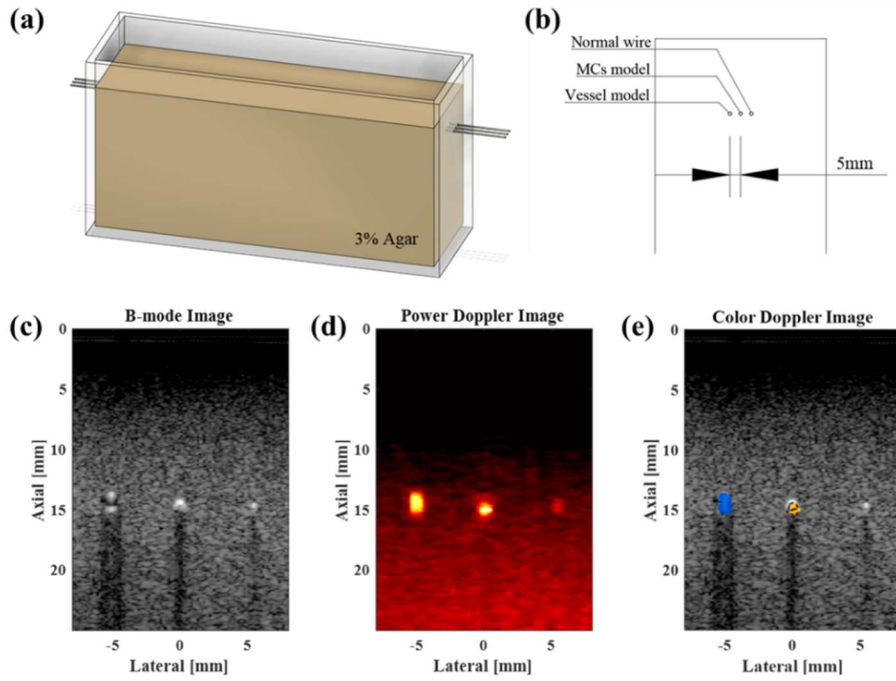 (a)
3% Agar
(b)
Normal wire
MCs model
Vessel model
5mm
(c)
B-mode Image
0
5
10
15
20
Axial [mm]
-5 0 5
Lateral [mm]
(d)
Power Doppler Image
0
5
10
15
20
Axial [mm]
-5 0 5
Lateral [mm]
(e)
Color Doppler Image
0
5
10
15
20
Axial [mm]
-5 0 5
Lateral [mm]